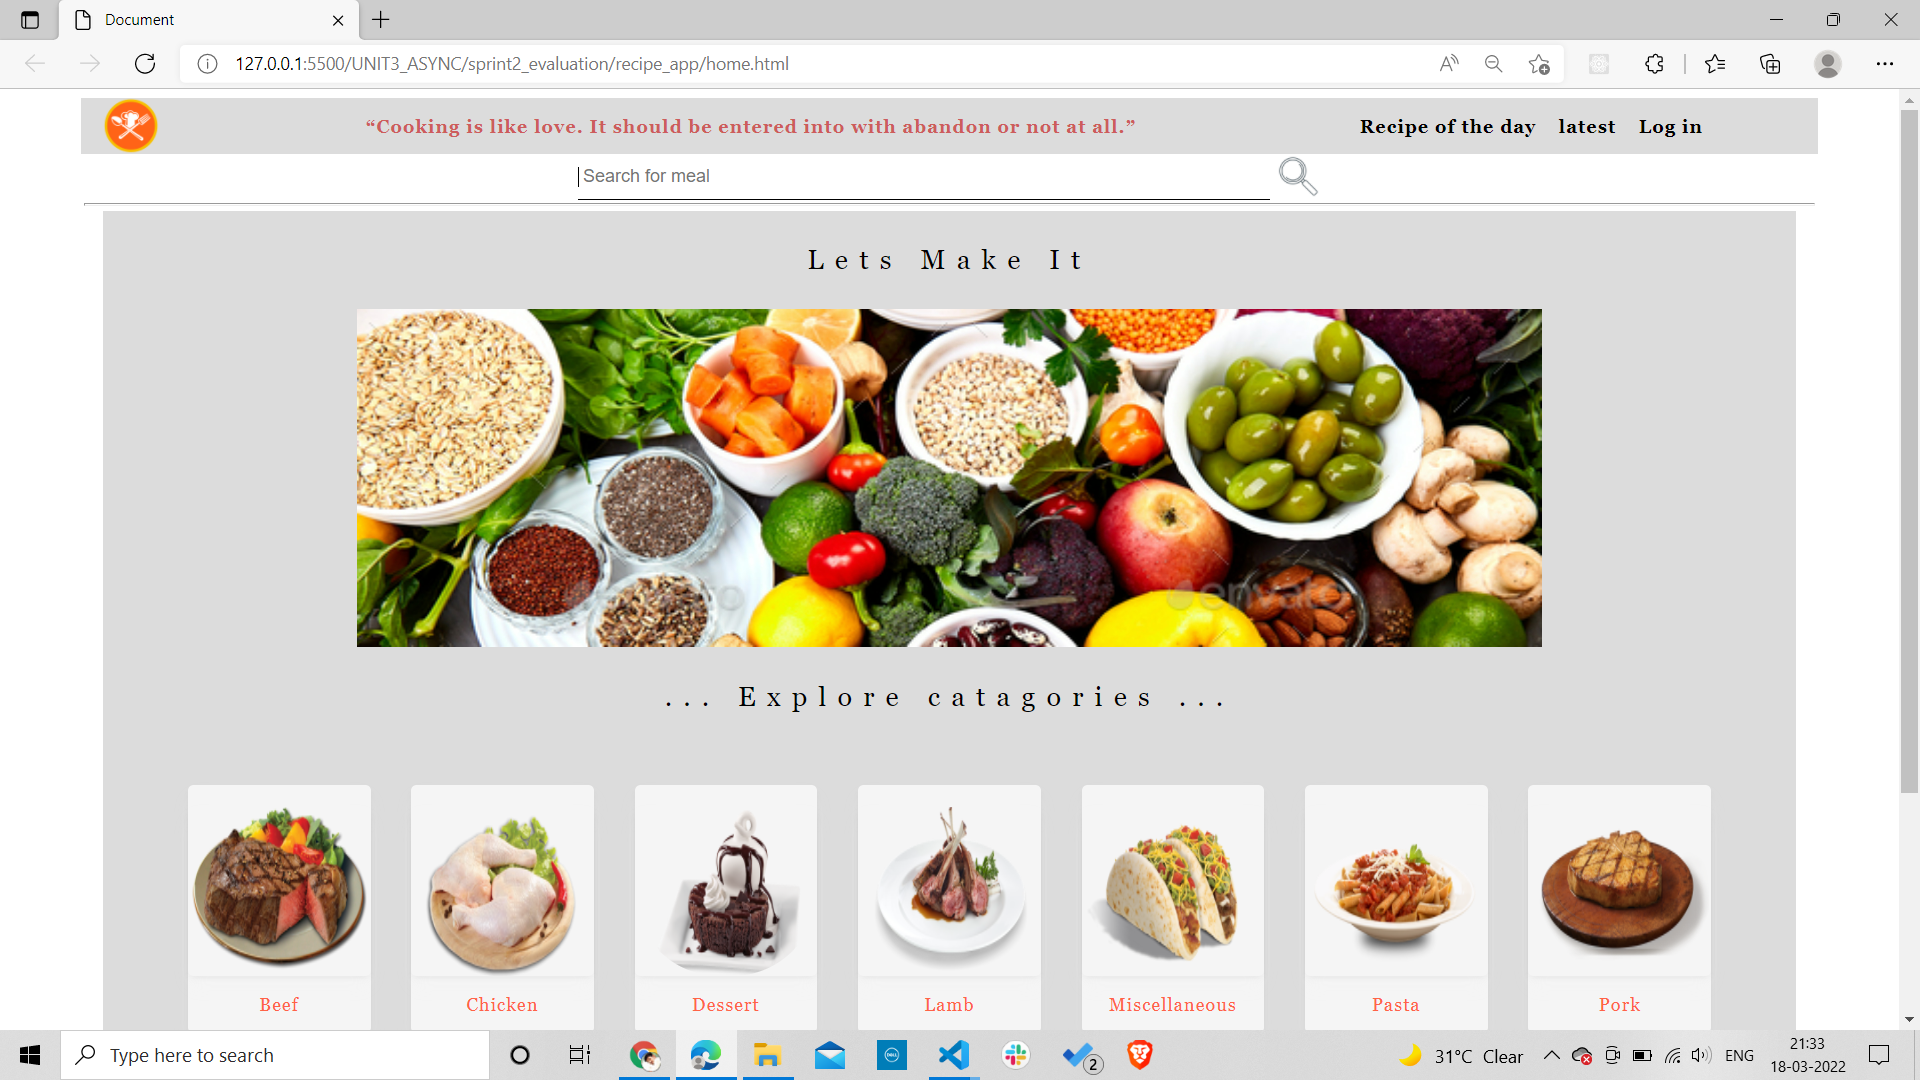 Document
127.0.0.1:5500/UNIT3_ASYNC/sprint2_evaluation/recipe_app/home.html
“Cooking is like love. It should be entered into with abandon or not at all.” Recipe of the day latest Log in
Search for meal
Lets Make It
envato
... Explore catagories ...
Beef Chicken Dessert Lamb Miscellaneous Pasta Pork
Type here to search
2
31°C Clear
ENG
21:33
18-03-2022